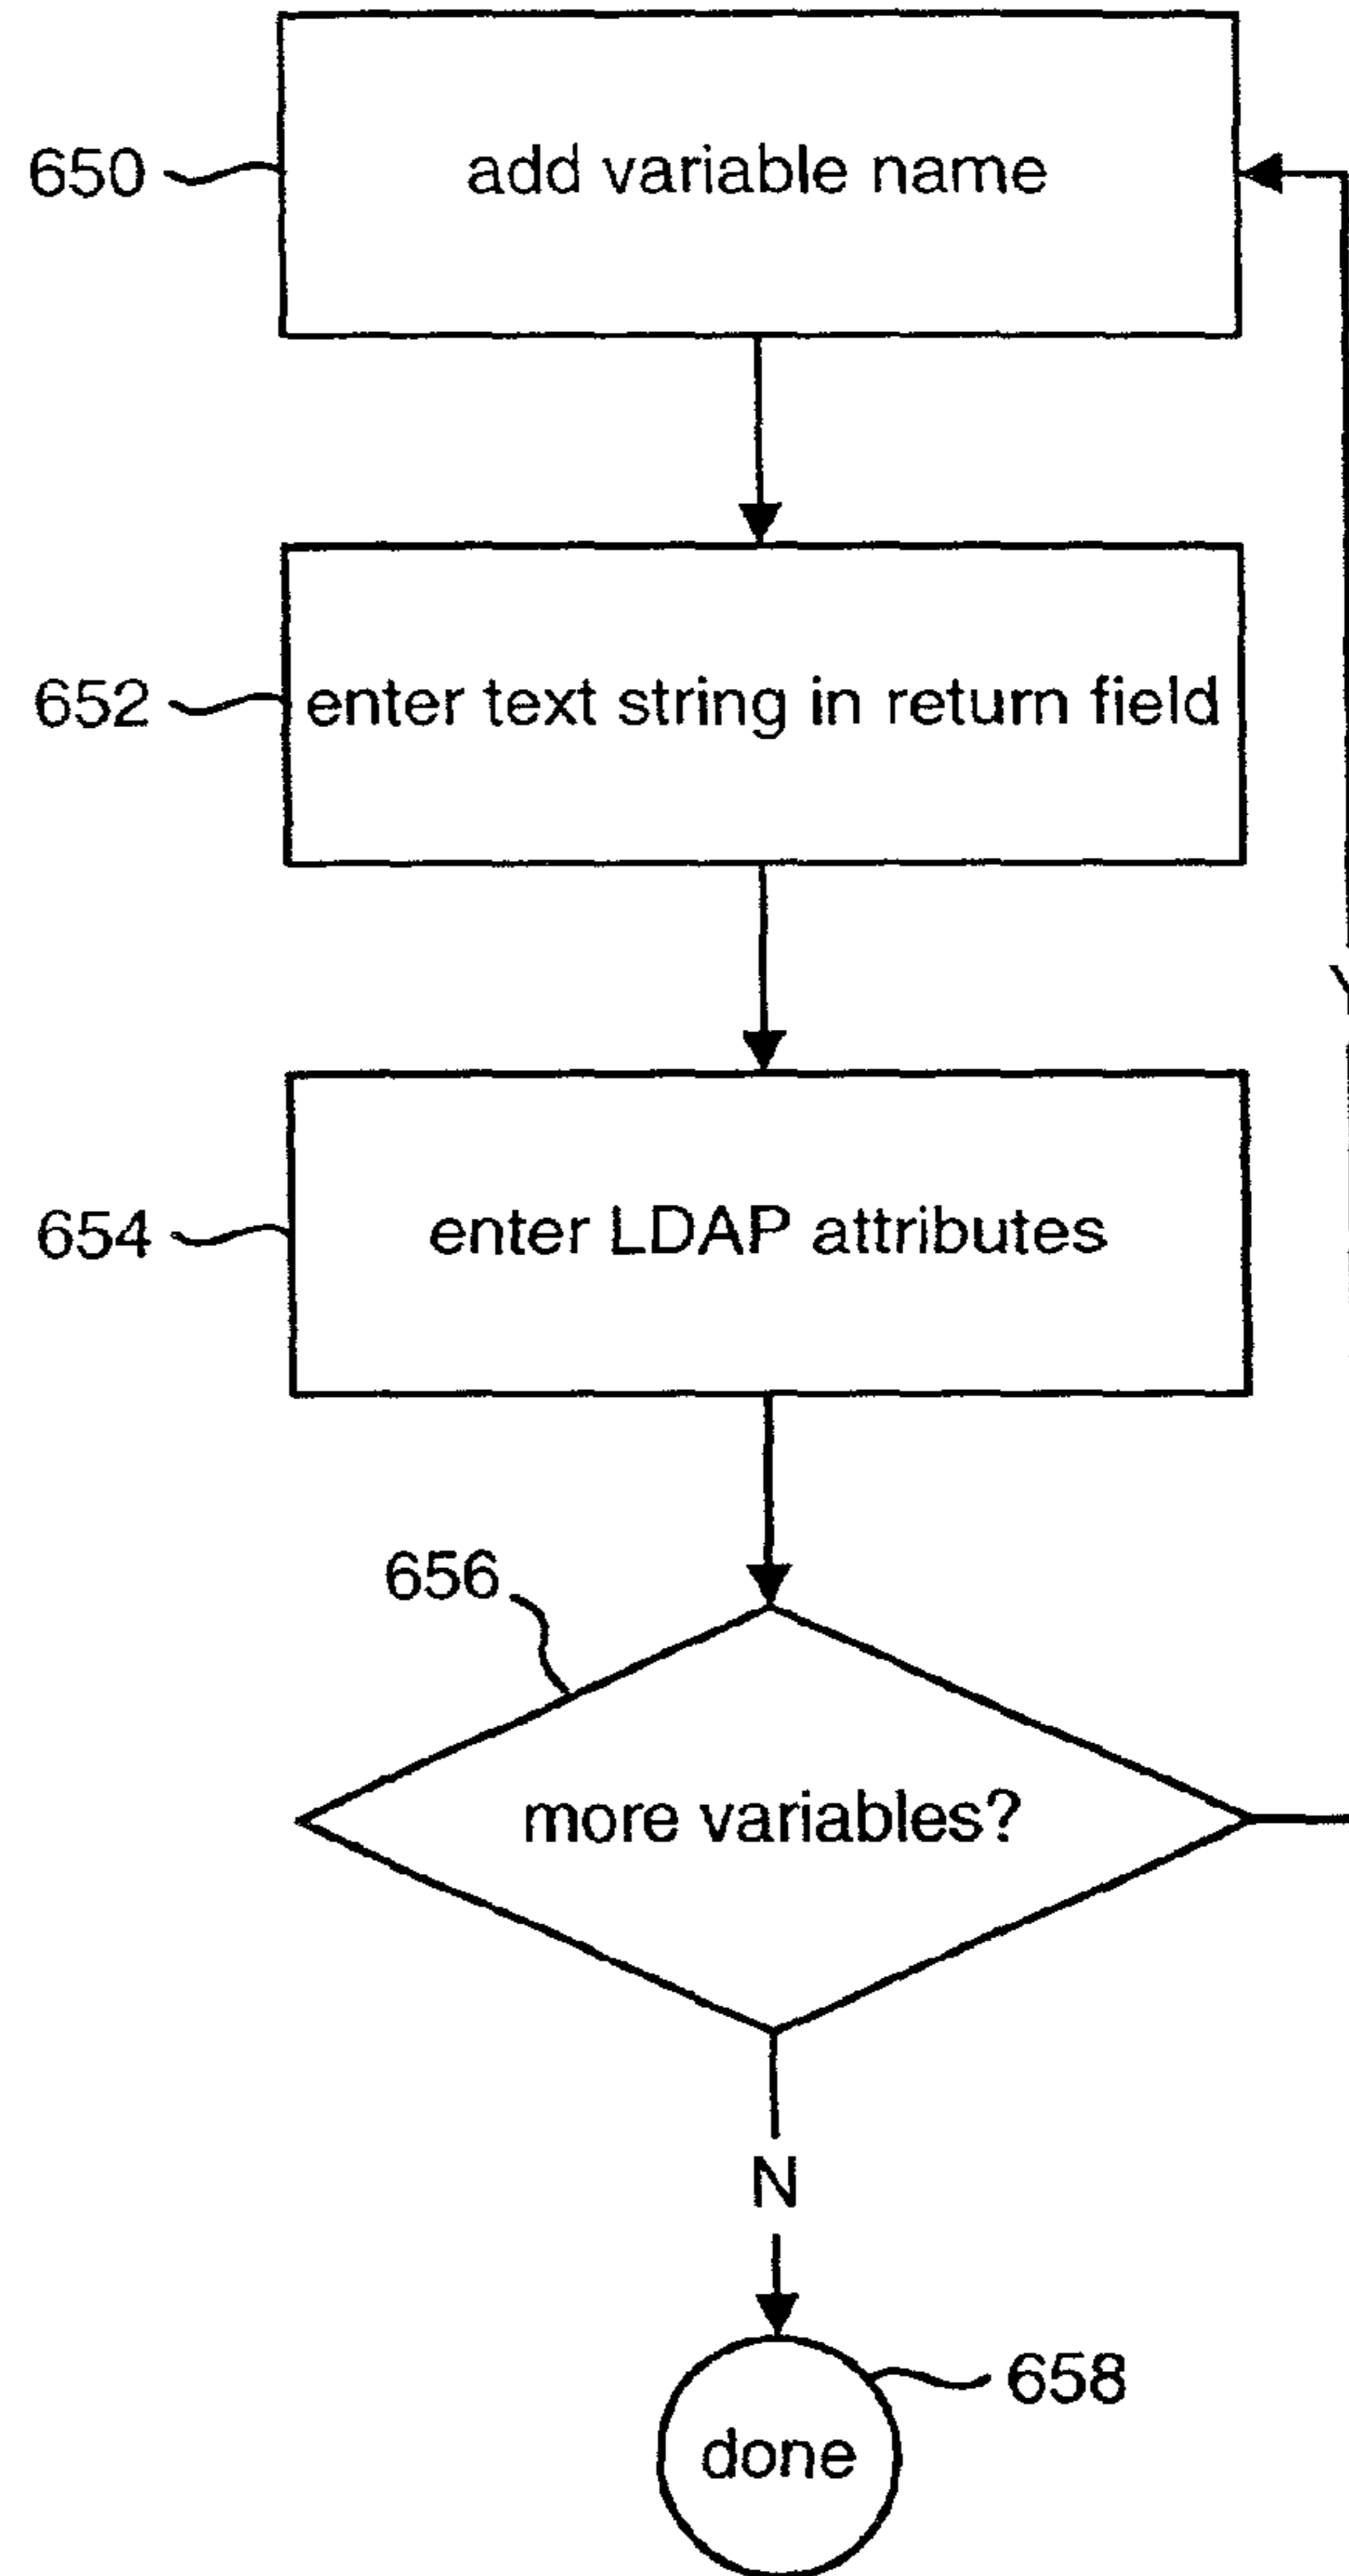 650
add variable name
652
enter text string in return field
654
enter LDAP attributes
656
more variables?
N
658
done